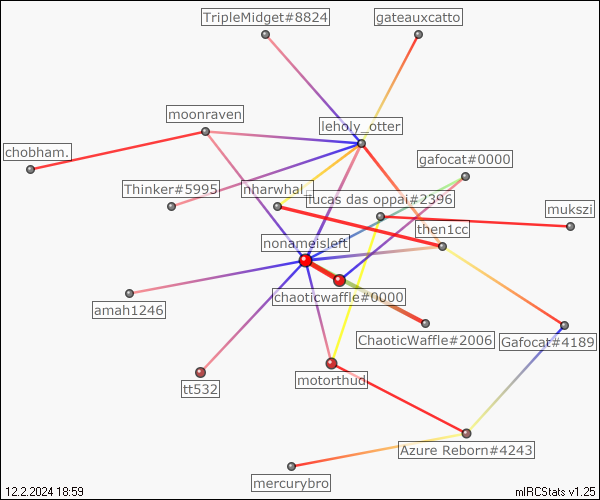 TripleMidget#8824
gateauxcatto
moonraven
leholy_otter
chobham.
gafocat#0000
Thinker#5995
nharwhal_
lucas das oppai#2396
mukszi
then1cc
nonameisleft
chaoticwaffle#0000
amah1246
ChaoticWaffle#2006
Gafocat#4189
tt532
motorthud
Azure Reborn#4243
mercurybro
12.2.2024 18:59
mIRCStats v1.25